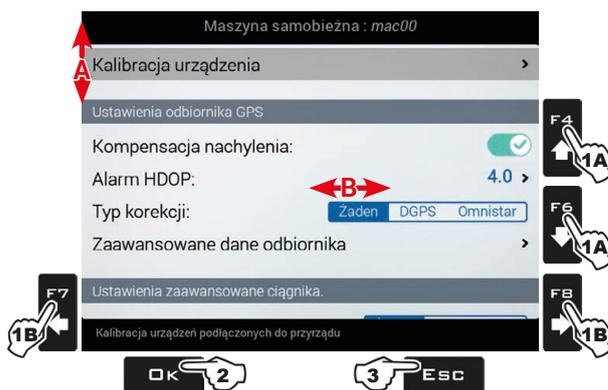 Maszyna samobieżna : mac00
A
Kalibracja urządzenia
Ustawienia odbiornika GPS
Kompensacja nachylenia:
Alarm HDOP: 4.0
B
Typ korekcji: Żaden DGPS Omnistar
Zaawansowane dane odbiornika
Ustawienia zaawansowane ciągnika.
Kalibracja urządzeń podłączonych do przyrządu
F4
1A
F6
1A
F7
1B
F8
1B
OK
2
3
ESC